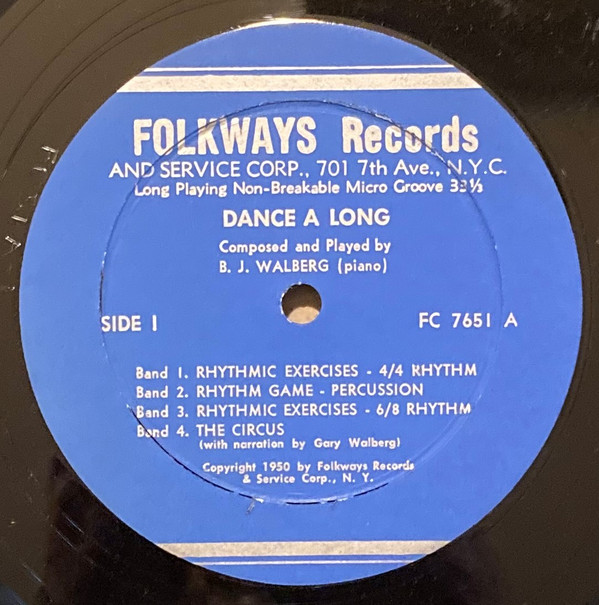 FOLKWAYS Records
AND SERVICE CORP., 701 7th Ave., N.Y.C.
Long Playing Non-Breakable Micro Groove 33⅓
DANCE A LONG
Composed and Played by
B. J. WALBERG (piano)
SIDE I
FC 7651 A
Band 1. RHYTHMIC EXERCISES - 4/4 RHYTHM
Band 2. RHYTHM GAME - PERCUSSION
Band 3. RHYTHMIC EXERCISES - 6/8 RHYTHM
Band 4. THE CIRCUS
(with narration by Gary Walberg)
Copyright 1950 by Folkways Records
& Service Corp., N. Y.